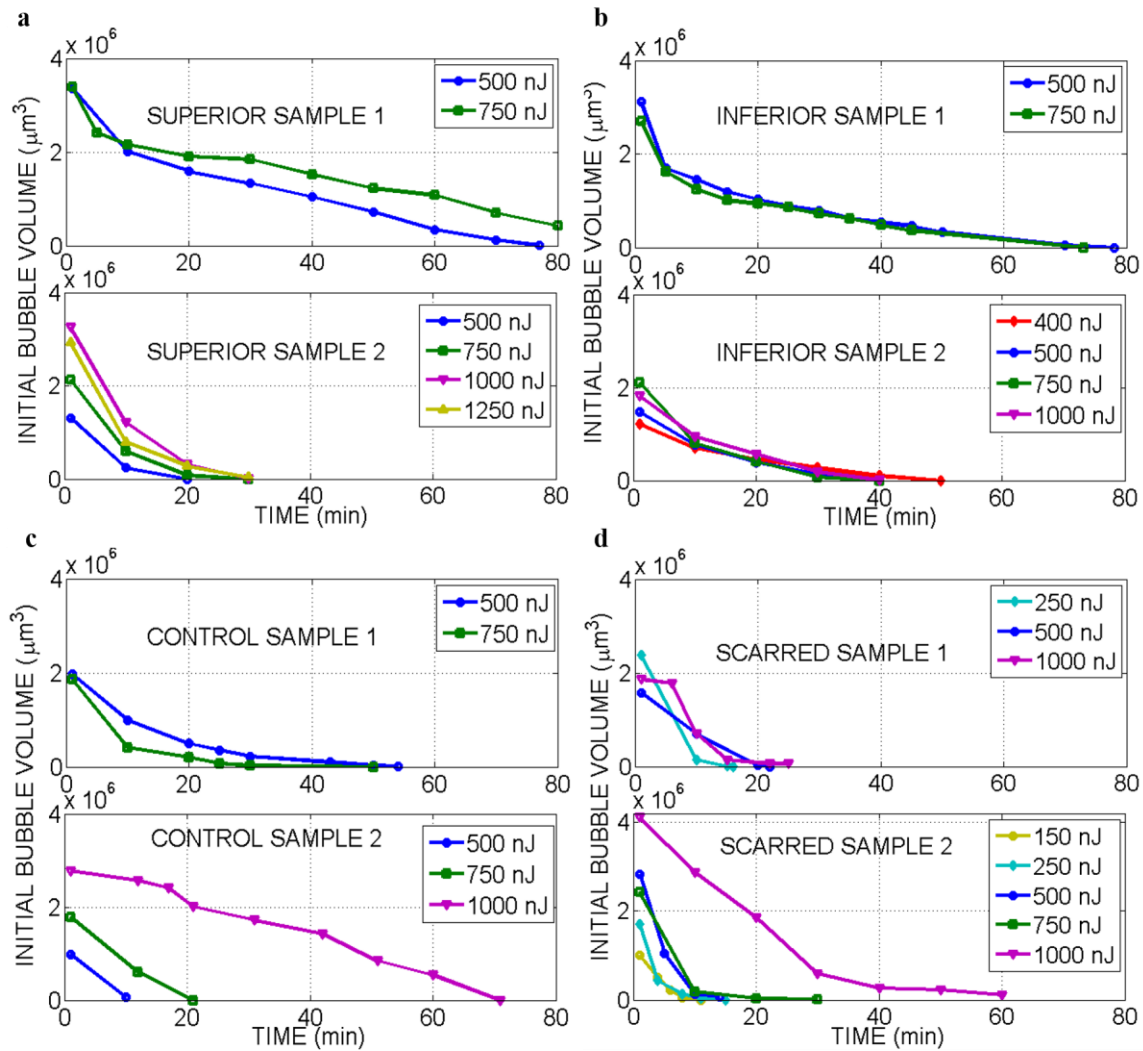 a
x 10^6
4
2
0
0 20 40 60 80
SUPERIOR SAMPLE 1
500 nJ
750 nJ
INITIAL BUBBLE VOLUME (μm³)
x 10^6
4
2
0
0 20 40 60 80
SUPERIOR SAMPLE 2
500 nJ
750 nJ
1000 nJ
1250 nJ
TIME (min)
b
x 10^6
4
2
0
0 20 40 60 80
INFERIOR SAMPLE 1
500 nJ
750 nJ
INITIAL BUBBLE VOLUME (μm³)
x 10^6
4
2
0
0 20 40 60 80
INFERIOR SAMPLE 2
400 nJ
500 nJ
750 nJ
1000 nJ
TIME (min)
c
x 10^6
4
2
0
0 20 40 60 80
CONTROL SAMPLE 1
500 nJ
750 nJ
INITIAL BUBBLE VOLUME (μm³)
x 10^6
4
2
0
0 20 40 60 80
CONTROL SAMPLE 2
500 nJ
750 nJ
1000 nJ
TIME (min)
d
x 10^6
4
2
0
0 20 40 60 80
SCARRED SAMPLE 1
250 nJ
500 nJ
1000 nJ
INITIAL BUBBLE VOLUME (μm³)
x 10^6
4
2
0
0 20 40 60 80
SCARRED SAMPLE 2
150 nJ
250 nJ
500 nJ
750 nJ
1000 nJ
TIME (min)